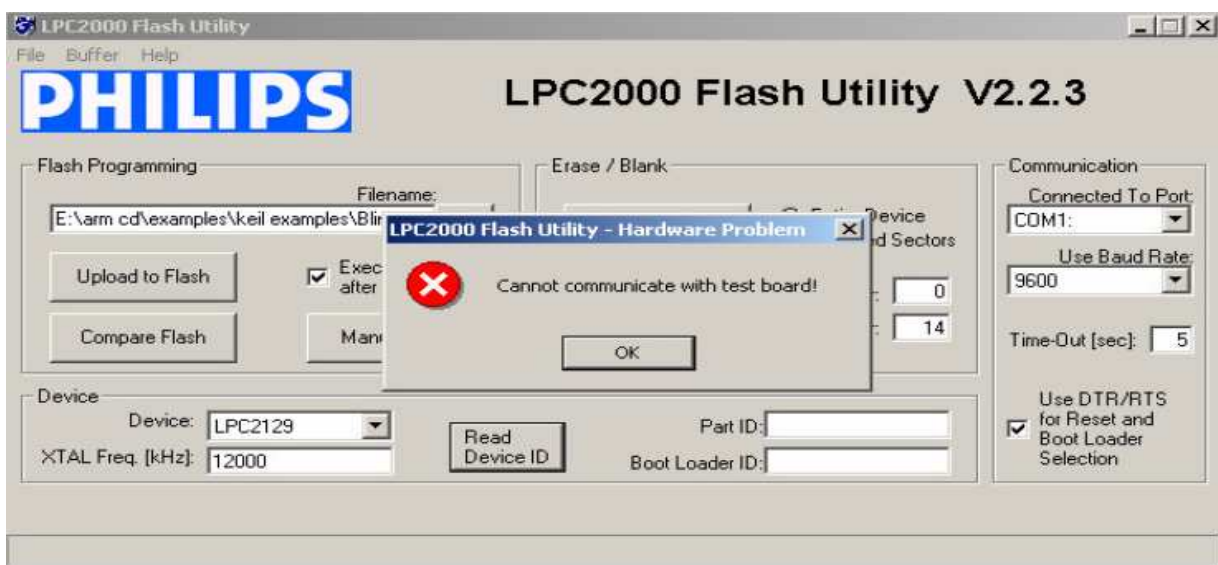 LPC2000 Flash Utility
File Buffer Help
PHILIPS
LPC2000 Flash Utility V2.2.3
Flash Programming
Filename:
E:\arm cd\examples\keil examples\Bli
Upload to Flash
Exec
after
Compare Flash
Man
Erase / Blank
Device
d Sectors
0
14
LPC2000 Flash Utility - Hardware Problem
Cannot communicate with test board!
OK
Communication
Connected To Port:
COM1:
Use Baud Rate:
9600
Time-Out [sec]: 5
Use DTR/RTS
for Reset and
Boot Loader
Selection
Device
Device: LPC2129
XTAL Freq. [kHz]: 12000
Read
Device ID
Part ID:
Boot Loader ID: